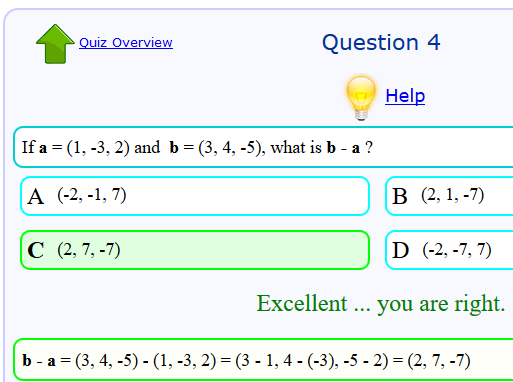 Quiz Overview
Question 4
Help
If a = (1, -3, 2) and b = (3, 4, -5), what is b - a ?
A (-2, -1, 7)
B (2, 1, -7)
C (2, 7, -7)
D (-2, -7, 7)
Excellent ... you are right.
b - a = (3, 4, -5) - (1, -3, 2) = (3 - 1, 4 - (-3), -5 - 2) = (2, 7, -7)